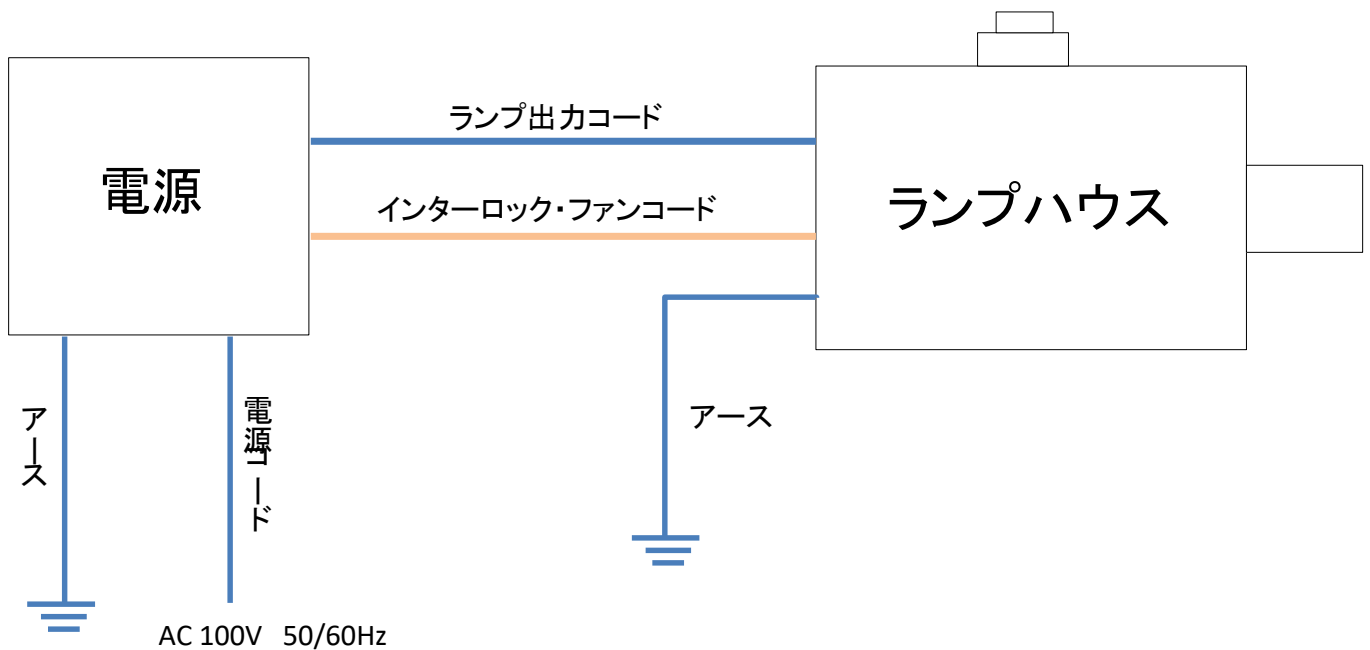 ランプ出力コード
電源
インターロック・ファンコード
ランプハウス
アース
電源コード
アース
AC 100V 50/60Hz